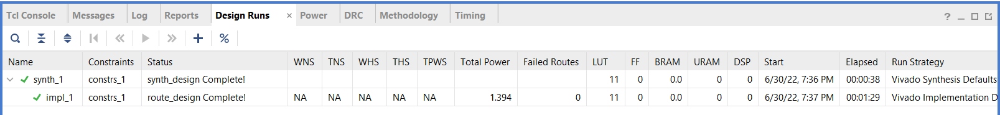 Tcl Console Messages Log Reports Design Runs × Power DRC Methodology Timing ?
%
Name Constraints Status WNS TNS WHS THS TPWS Total Power Failed Routes LUT FF BRAM URAM DSP Start Elapsed Run Strategy
synth_1 constrs_1 synth_design Complete! 11 0 0.0 0 0 6/30/22, 7:36 PM 00:00:38 Vivado Synthesis Defaults
impl_1 constrs_1 route_design Complete! NA NA NA NA NA 1.394 0 11 0 0.0 0 0 6/30/22, 7:37 PM 00:01:29 Vivado Implementation D